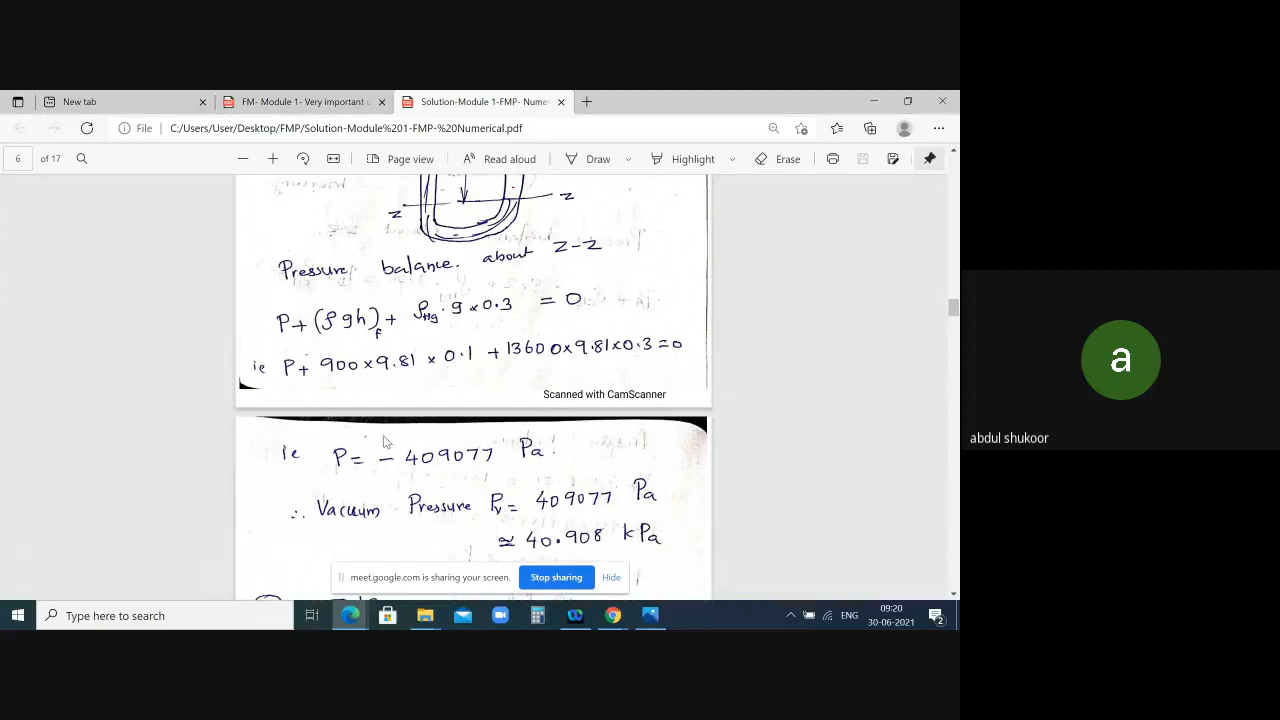 New tab
FM- Module 1- Very important
Solution-Module 1-FMP- Nume
File
C:/Users/User/Desktop/FMP/Solution-Module%201-FMP-%20Numerical.pdf
6 of 17
Page view
Read aloud
Draw
Highlight
Erase
z z
Pressure balance. about z-z
P + (ρgh)f + ρHg. g × 0.3 = 0
ie P + 900 × 9.81 × 0.1 + 13600 × 9.81 × 0.3 = 0
Scanned with CamScanner
ie P = - 409077 Pa.
∴ Vacuum Pressure Pv = 409077 Pa
≃ 40.908 kPa
meet.google.com is sharing your screen.
Stop sharing
Hide
Type here to search
ENG
09:20
30-06-2021
2
a
abdul shukoor